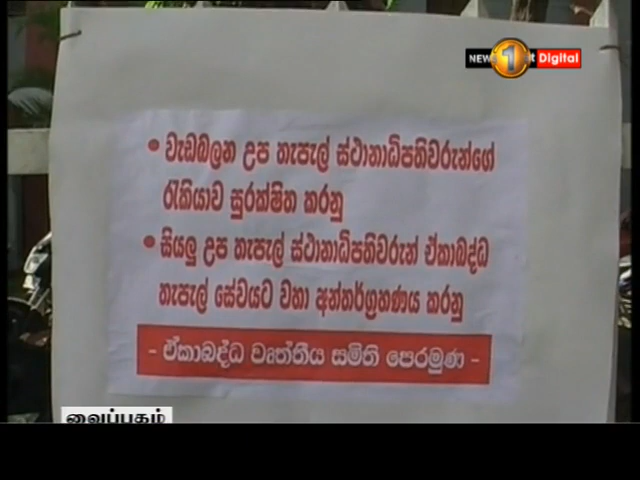 NEWS 1st Digital
• වැඩබලන උප තැපැල් ස්ථානාධිපතිවරුන්ගේ
රැකියාව සුරක්ෂිත කරනු
• සියලු උප තැපැල් ස්ථානාධිපතිවරුන් ඒකාබද්ධ
තැපැල් සේවයට වහා අන්තර්ග්‍රහණය කරනු
- ඒකාබද්ධ වෘත්තීය සමිති පෙරමුණ -
வைப்பகம்